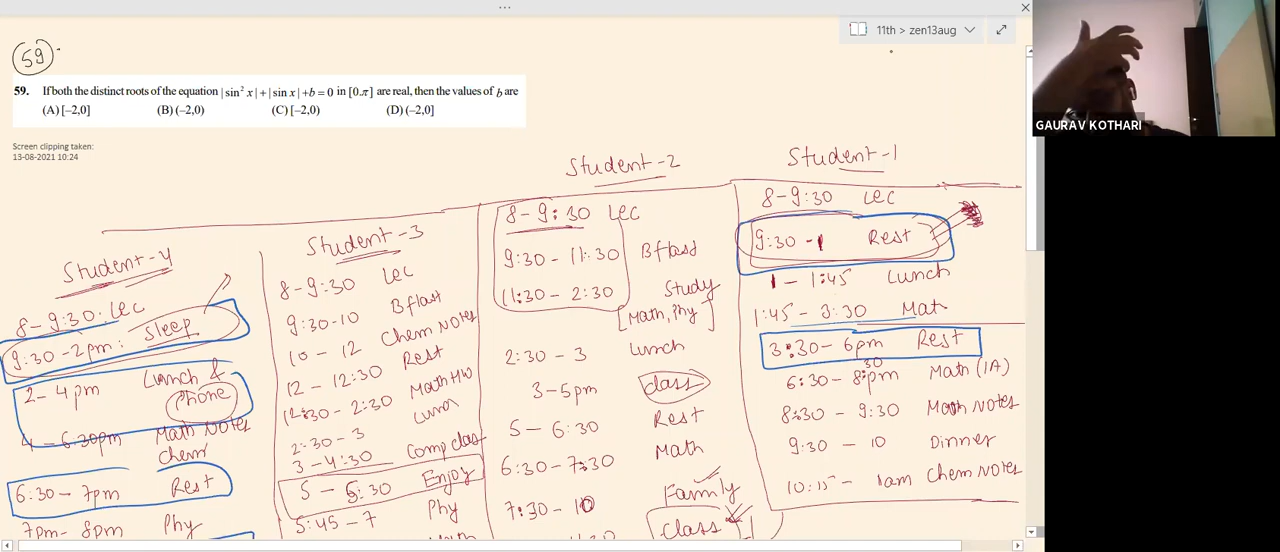 11th > zen13aug
GAURAV KOTHARI
59
59. If both the distinct roots of the equation |sin² x|+|sin x|+b=0 in [0.π] are real, then the values of b are
(A) [−2,0] (B) (−2,0) (C) [−2,0) (D) (−2,0]
Screen clipping taken:
13-08-2021 10:24
Student-4
8-9:30. Lec
9:30-2pm: Sleep
2-4pm Lunch &
Phone
4-6:30pm Math Notes
Chem
6:30-7pm Rest
7pm-8pm Phy
Student-3
8-9:30 Lec
9:30-10 Bfast
10-12 Chem Notes
12-12:30 Rest
12:30-2:30 Math HW
2:30-3 Lunch
3-4:30 Comp class
5-5:30 Enjoy
5:45-7 Phy
Student-2
8-9:30 Lec
9:30-11:30 Bfast
11:30-2:30 Study
[Math, Phy]
2:30-3 Lunch
3-5pm class
5-6:30 Rest
6:30-7:30 Math
7:30-10 Family
Class
Student-1
8-9:30 Lec
9:30-1 Rest
1-1:45 Lunch
1:45-3:30 Math
3:30-6pm Rest
6:30-8:30pm Math (IA)
8:30-9:30 Math Notes
9:30-10 Dinner
10:15-1am Chem Notes